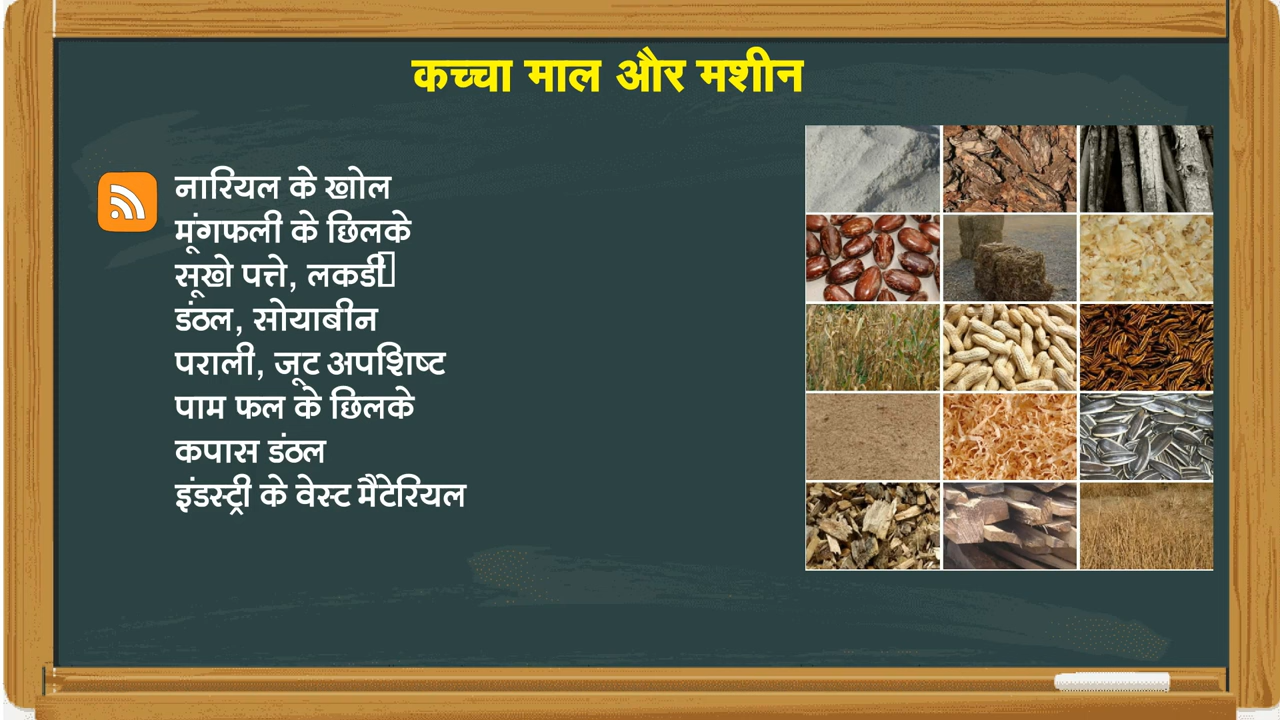 कच्चा माल और मशीन
नारियल के खोल
मूंगफली के छिलके
सूखे पत्ते, लकडी
डंठल, सोयाबीन
पराली, जूट अपशिष्ट
पाम फल के छिलके
कपास डंठल
इंडस्ट्री के वेस्ट मैटेरियल